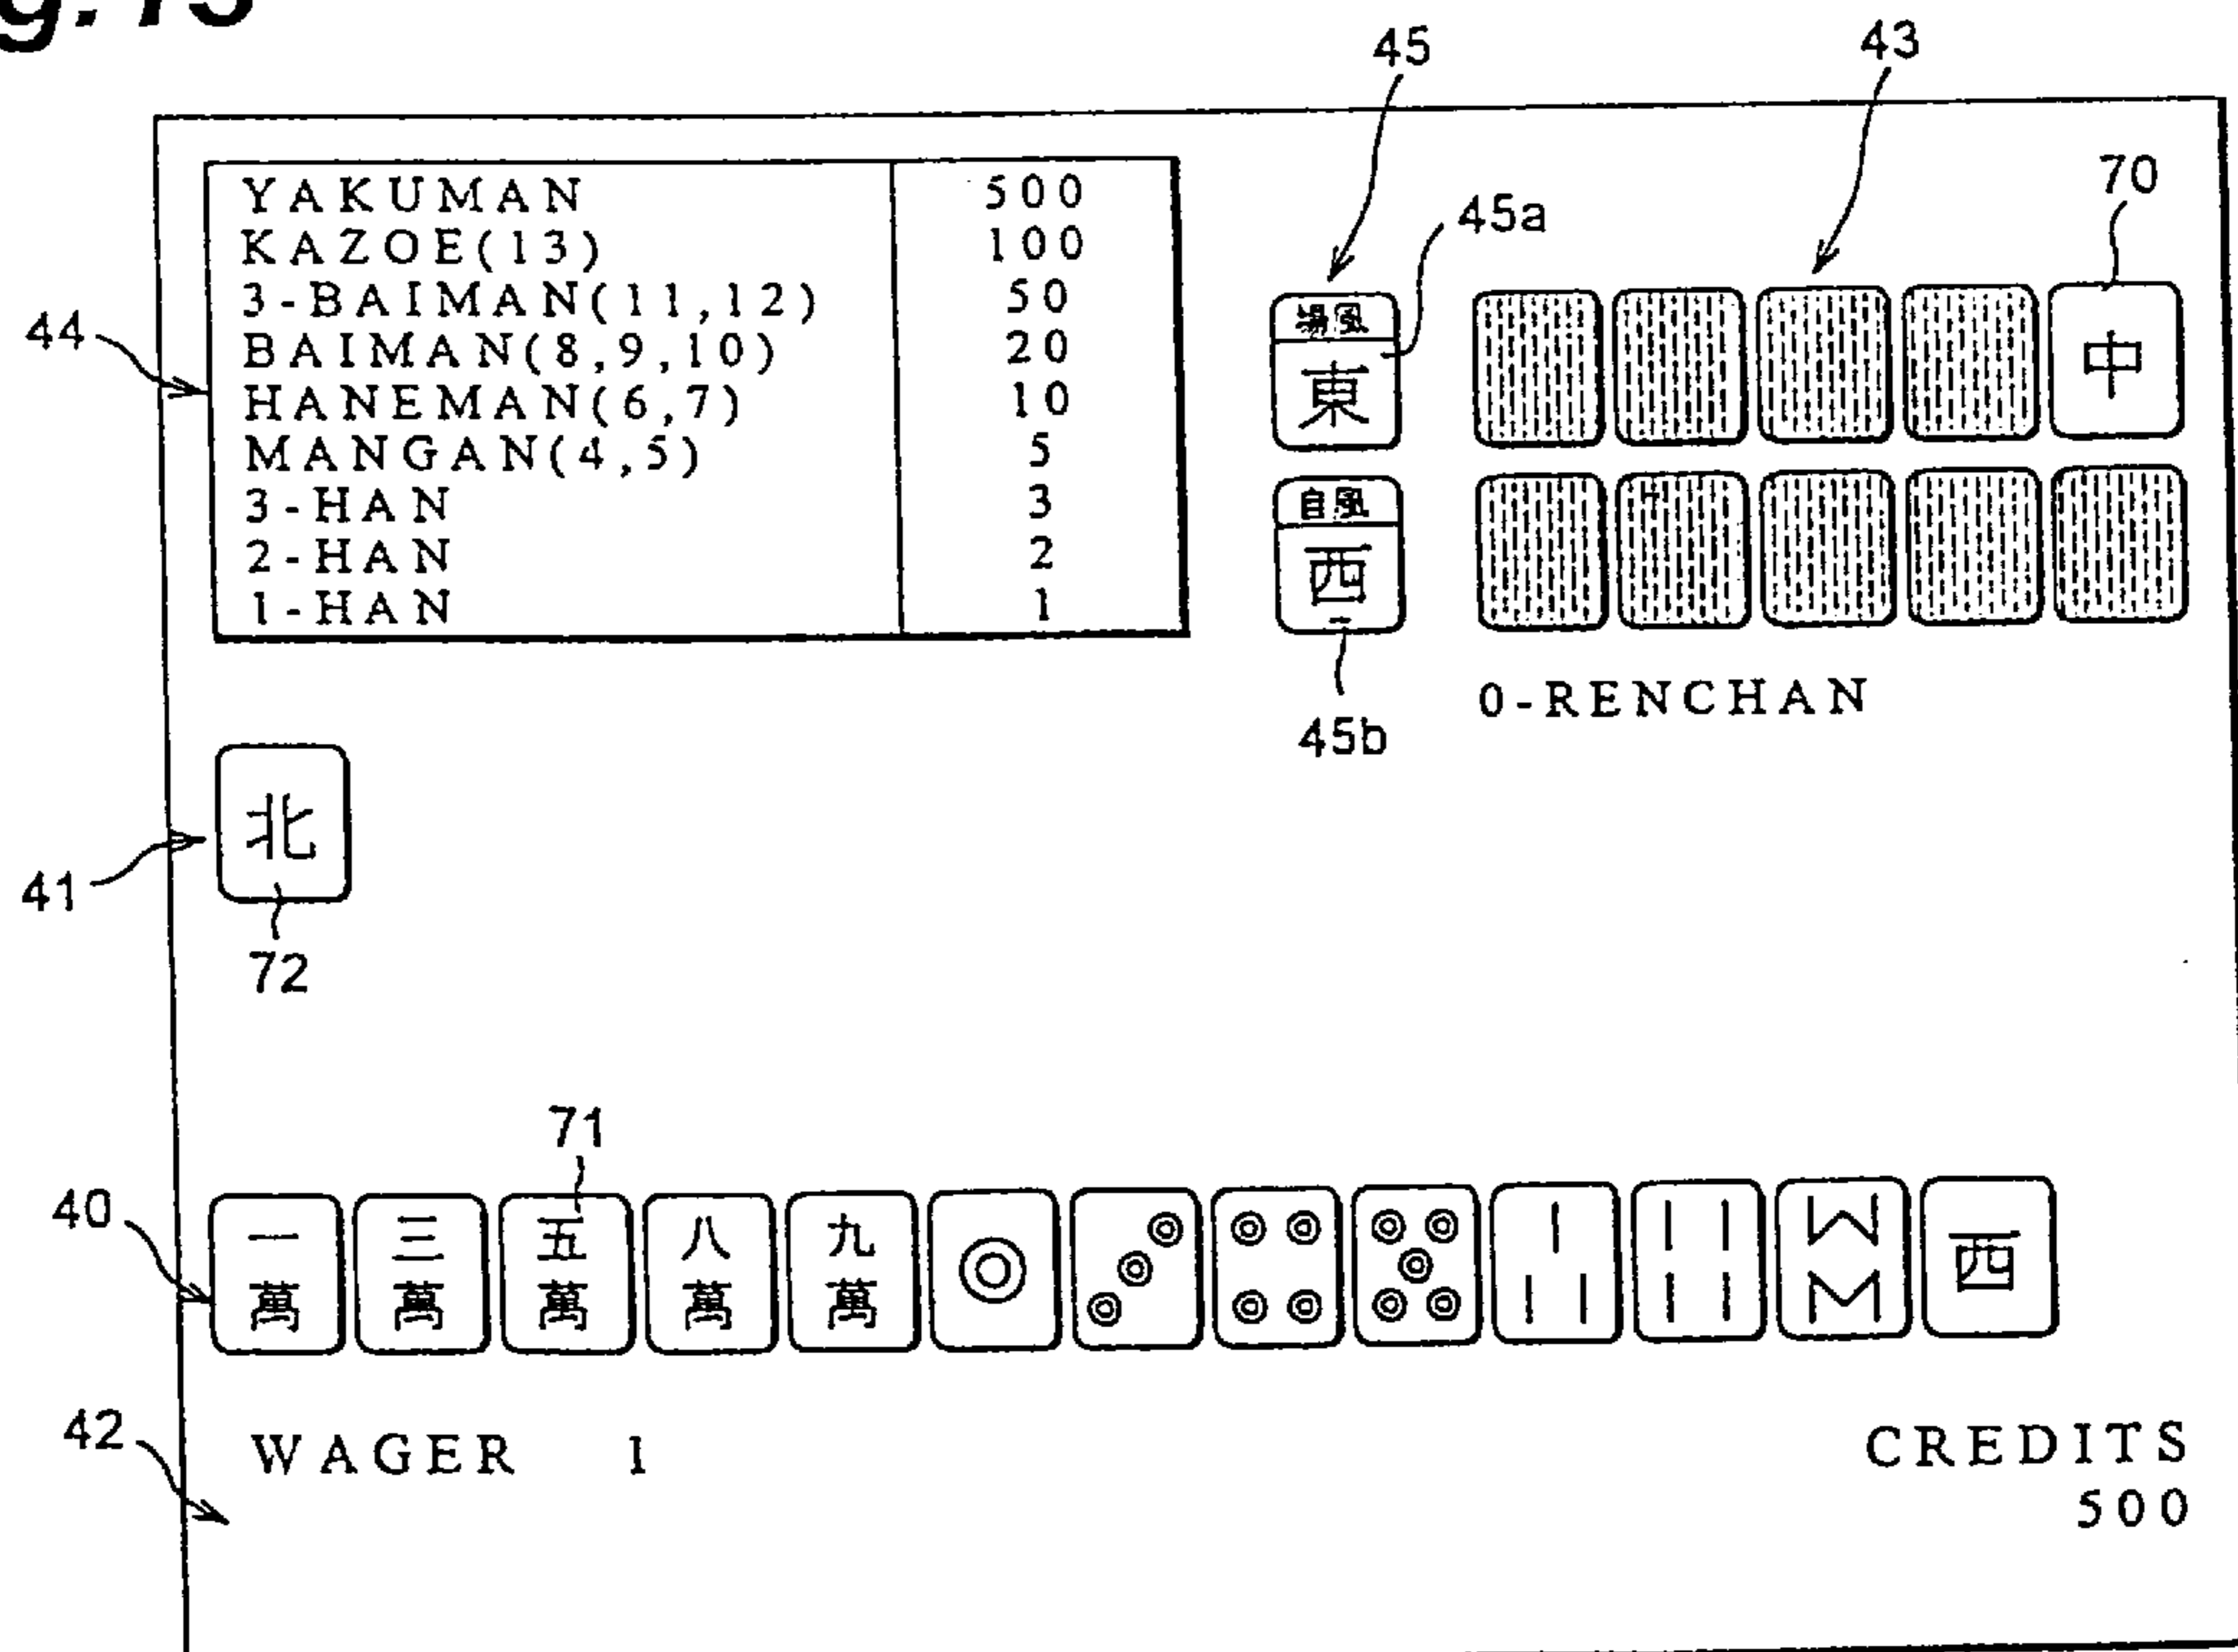 g. 15
45
43
YAKUMAN 500
KAZOE(13) 100
3-BAIMAN(11,12) 50
BAIMAN(8,9,10) 20
HANEMAN(6,7) 10
MANGAN(4,5) 5
3-HAN 3
2-HAN 2
1-HAN 1
44
場風
東
45a
70
中
自風
西
45b
0-RENCHAN
北
41
72
71
40
一萬 三萬 五萬 八萬 九萬 西
42
WAGER 1
CREDITS
500